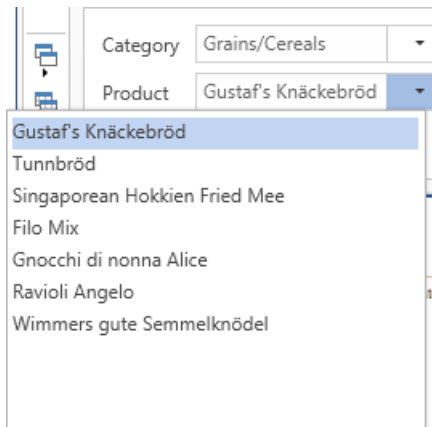 Category Grains/Cereals
Product Gustaf's Knäckebröd
Gustaf's Knäckebröd
Tunnbröd
Singaporean Hokkien Fried Mee
Filo Mix
Gnocchi di nonna Alice
Ravioli Angelo
Wimmers gute Semmelknödel